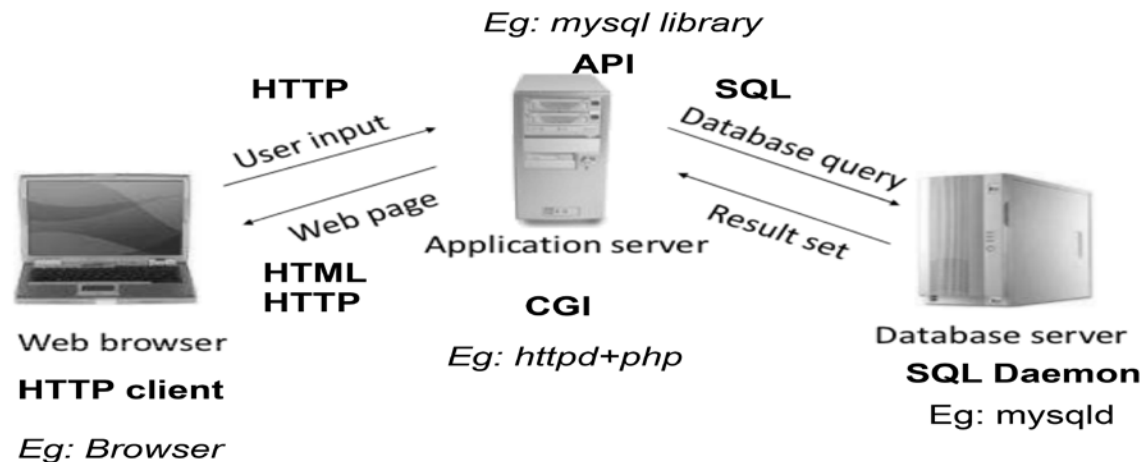 Eg: mysql library
API
HTTP
SQL
User input
Database query
Web page
Result set
Application server
HTML
HTTP
CGI
Eg: httpd+php
Web browser
HTTP client
Eg: Browser
Database server
SQL Daemon
Eg: mysqld